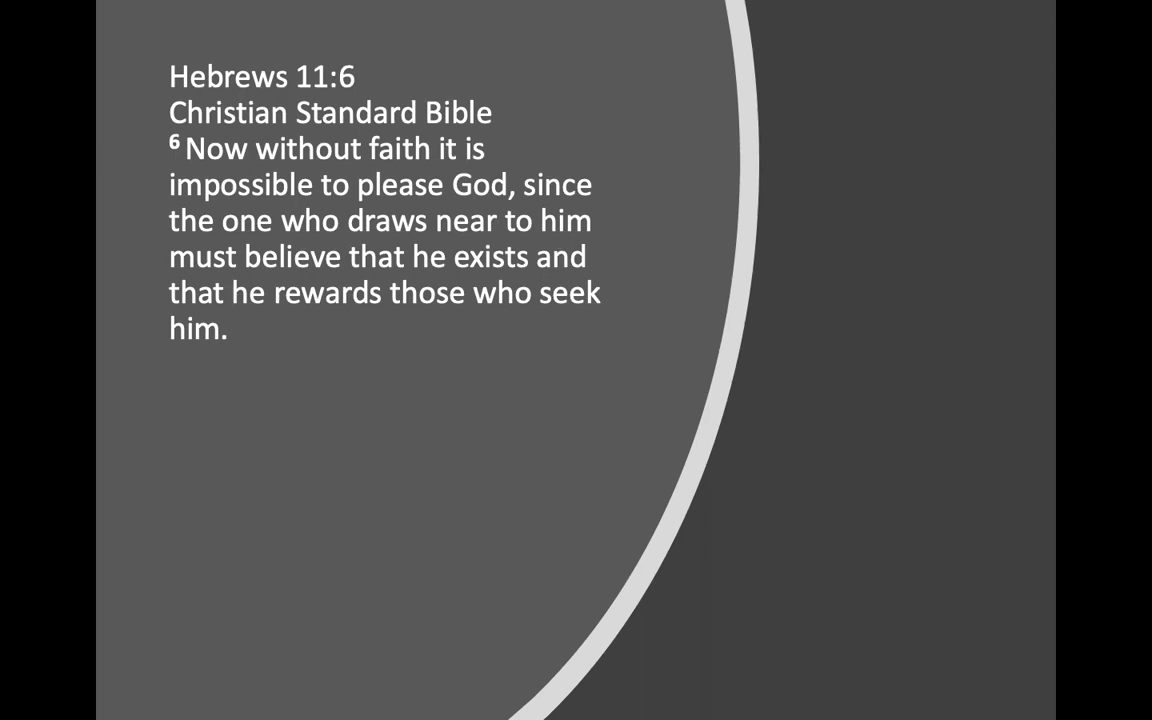 Hebrews 11:6
Christian Standard Bible
⁶ Now without faith it is
impossible to please God, since
the one who draws near to him
must believe that he exists and
that he rewards those who seek
him.